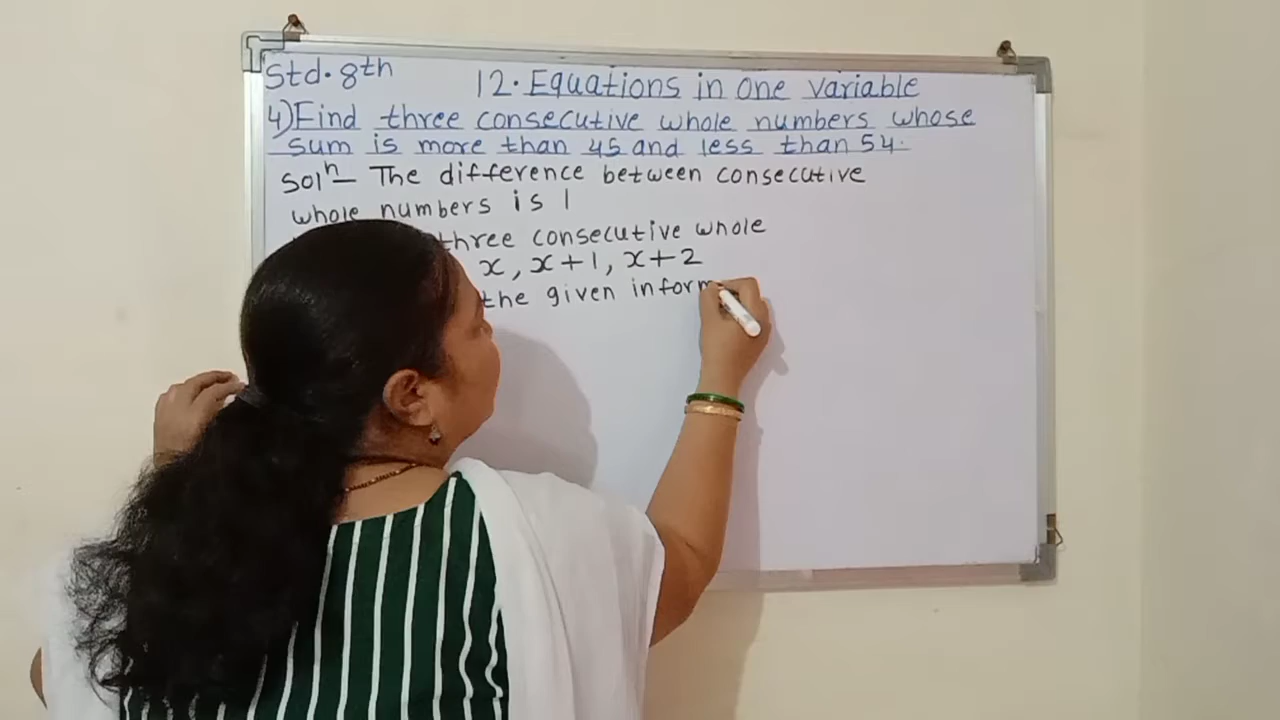 Std. 8th
12. Equations in one variable
4) Find three consecutive whole numbers whose
sum is more than 45 and less than 54.
Solⁿ — The difference between consecutive
whole numbers is 1
three consecutive whole
x, x+1, x+2
the given inform